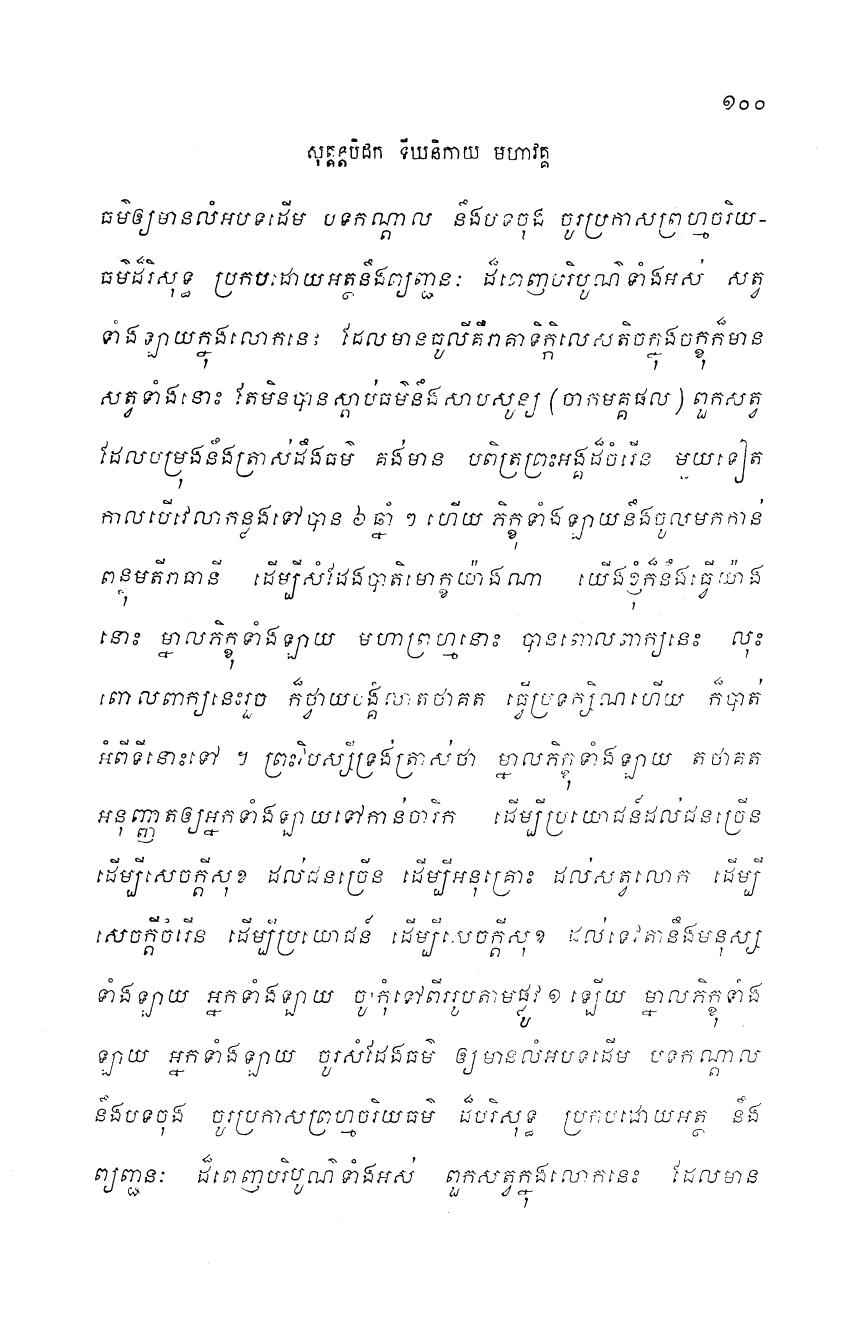 ១០០
សុត្តន្តបិដក ទីឃនិកាយ មហាវគ្គ
ធម៌ឲ្យមានលំអបទដើម បទកណ្តាល នឹងបទចុង ចូរប្រកាសព្រហ្មចរិយ-
ធម៌ដ៏រិសុទ្ធ ប្រកបដោយអត្ថនឹងព្យញ្ជនៈ ដ៏ពេញបរិបូណ៌ទាំងអស់ សត្វ
ទាំងឡាយក្នុងលោកនេះ ដែលមានធូលីគឺរាគាទិក្កិលេសតិចក្នុងចក្ខុក៏មាន
សត្វទាំងនោះ តែមិនបានស្តាប់ធម៌នឹងសាបសូន្យ (ចាកមគ្គផល) ពួកសត្វ
ដែលបម្រុងនឹងត្រាស់ដឹងធម៌ គង់មាន បពិត្រព្រះអង្គដ៏ចំរើន មួយទៀត
កាលបើវេលាកន្លងទៅបាន ៦ ឆ្នាំ ៗ ហើយ ភិក្ខុទាំងឡាយនឹងចូលមកកាន់
ពន្ធុមតីរាធានី ដើម្បីសំដែងបាតិមោក្ខយ៉ាងណា យើងខ្ញុំក៏នឹងធ្វើយ៉ាង
នោះ ម្នាលភិក្ខុទាំងឡាយ មហាព្រហ្មនោះ បានពោលពាក្យនេះ លុះ
ពោលពាក្យនេះរួច ក៏ថ្វាយបង្គំលាតថាគត ធ្វើប្រទក្សិណហើយ ក៏បាត់
អំពីទីនោះទៅ ។ ព្រះវិបស្សីទ្រង់ត្រាស់ថា ម្នាលភិក្ខុទាំងឡាយ តថាគត
អនុញ្ញាតឲ្យអ្នកទាំងឡាយទៅកាន់ចារិក ដើម្បីប្រយោជន៍ដល់ជនច្រើន
ដើម្បីសេចក្តីសុខ ដល់ជនច្រើន ដើម្បីអនុគ្រោះ ដល់សត្វលោក ដើម្បី
សេចក្តីចំរើន ដើម្បីប្រយោជន៍ ដើម្បីសេចក្តីសុខ ដល់ទេវតានឹងមនុស្ស
ទាំងឡាយ អ្នកទាំងឡាយ ចូរកុំទៅពីររូបតាមផ្លូវ ១ ឡើយ ម្នាលភិក្ខុទាំង
ឡាយ អ្នកទាំងឡាយ ចូរសំដែងធម៌ ឲ្យមានលំអបទដើម បទកណ្តាល
នឹងបទចុង ចូរប្រកាសព្រហ្មចរិយធម៌ ដ៏បរិសុទ្ធ ប្រកបដោយអត្ថ នឹង
ព្យញ្ជនៈ ដ៏ពេញបរិបូណ៌ទាំងអស់ ពួកសត្វក្នុងលោកនេះ ដែលមាន